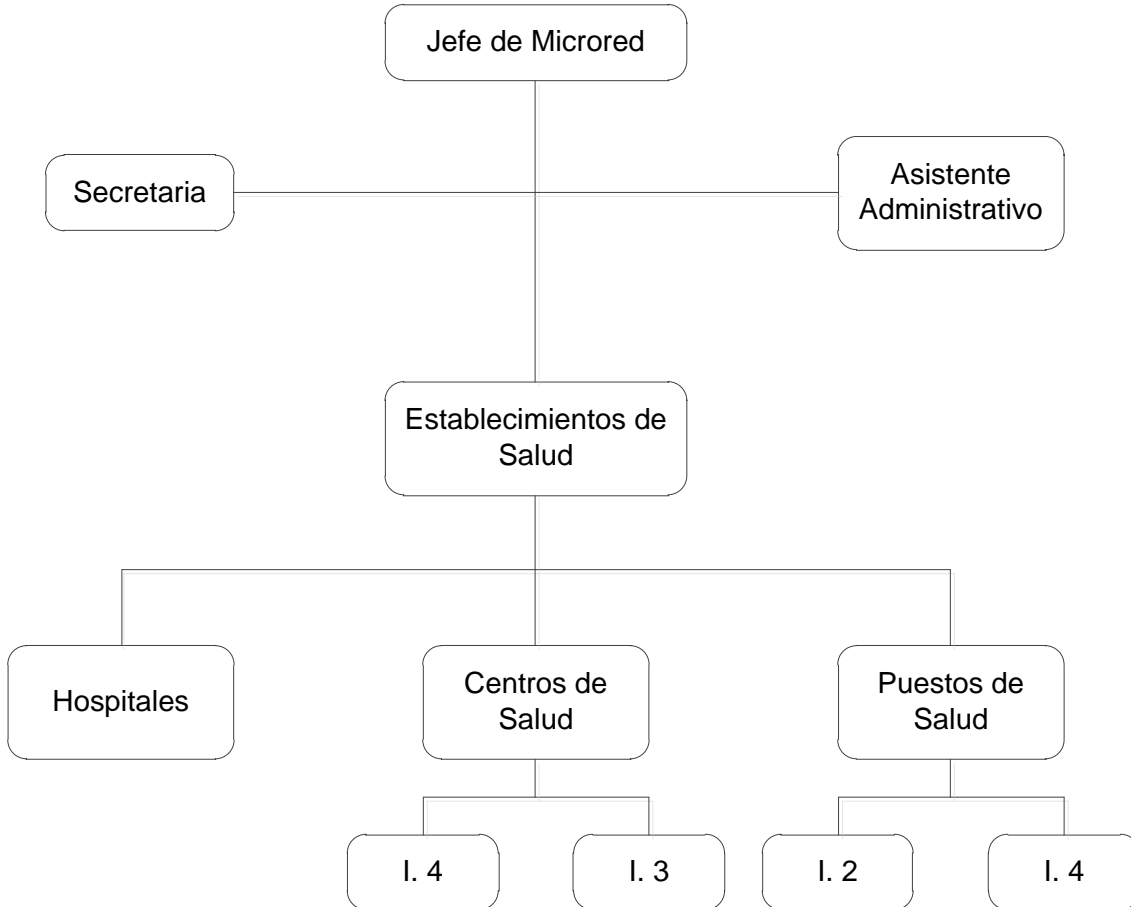 Jefe de Microred
Secretaria
Asistente
Administrativo
Establecimientos de
Salud
Hospitales
Centros de
Salud
Puestos de
Salud
I. 4
I. 3
I. 2
I. 4